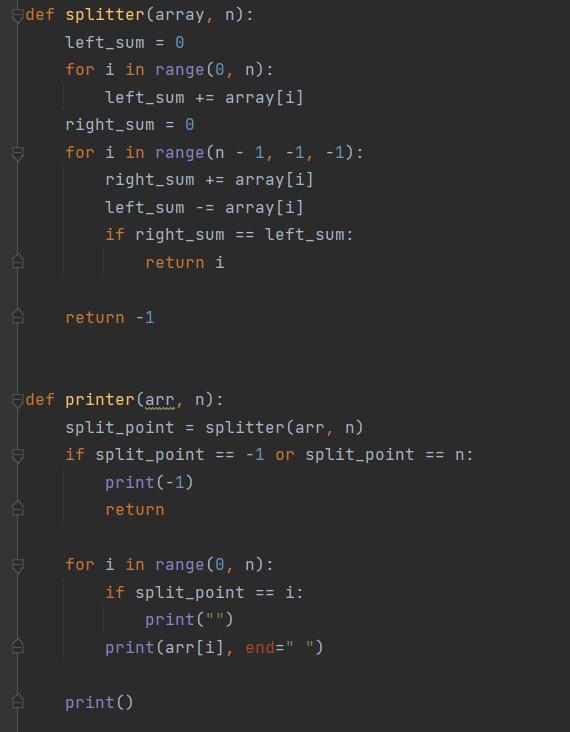 def splitter(array, n):
    left_sum = 0
    for i in range(0, n):
        left_sum += array[i]
    right_sum = 0
    for i in range(n - 1, -1, -1):
        right_sum += array[i]
        left_sum -= array[i]
        if right_sum == left_sum:
            return i

    return -1


def printer(arr, n):
    split_point = splitter(arr, n)
    if split_point == -1 or split_point == n:
        print(-1)
        return

    for i in range(0, n):
        if split_point == i:
            print("")
        print(arr[i], end=" ")

    print()